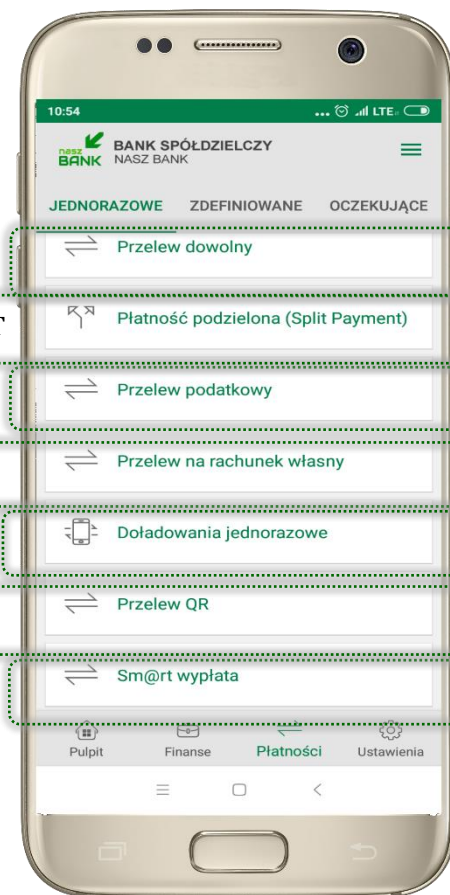 10:54
LTE
nasz
BANK
BANK SPÓŁDZIELCZY
NASZ BANK
JEDNORAZOWE ZDEFINIOWANE OCZEKUJĄCE
Przelew dowolny
T
Płatność podzielona (Split Payment)
Przelew podatkowy
Przelew na rachunek własny
Doładowania jednorazowe
Przelew QR
Sm@rt wypłata
Pulpit Finanse Płatności Ustawienia